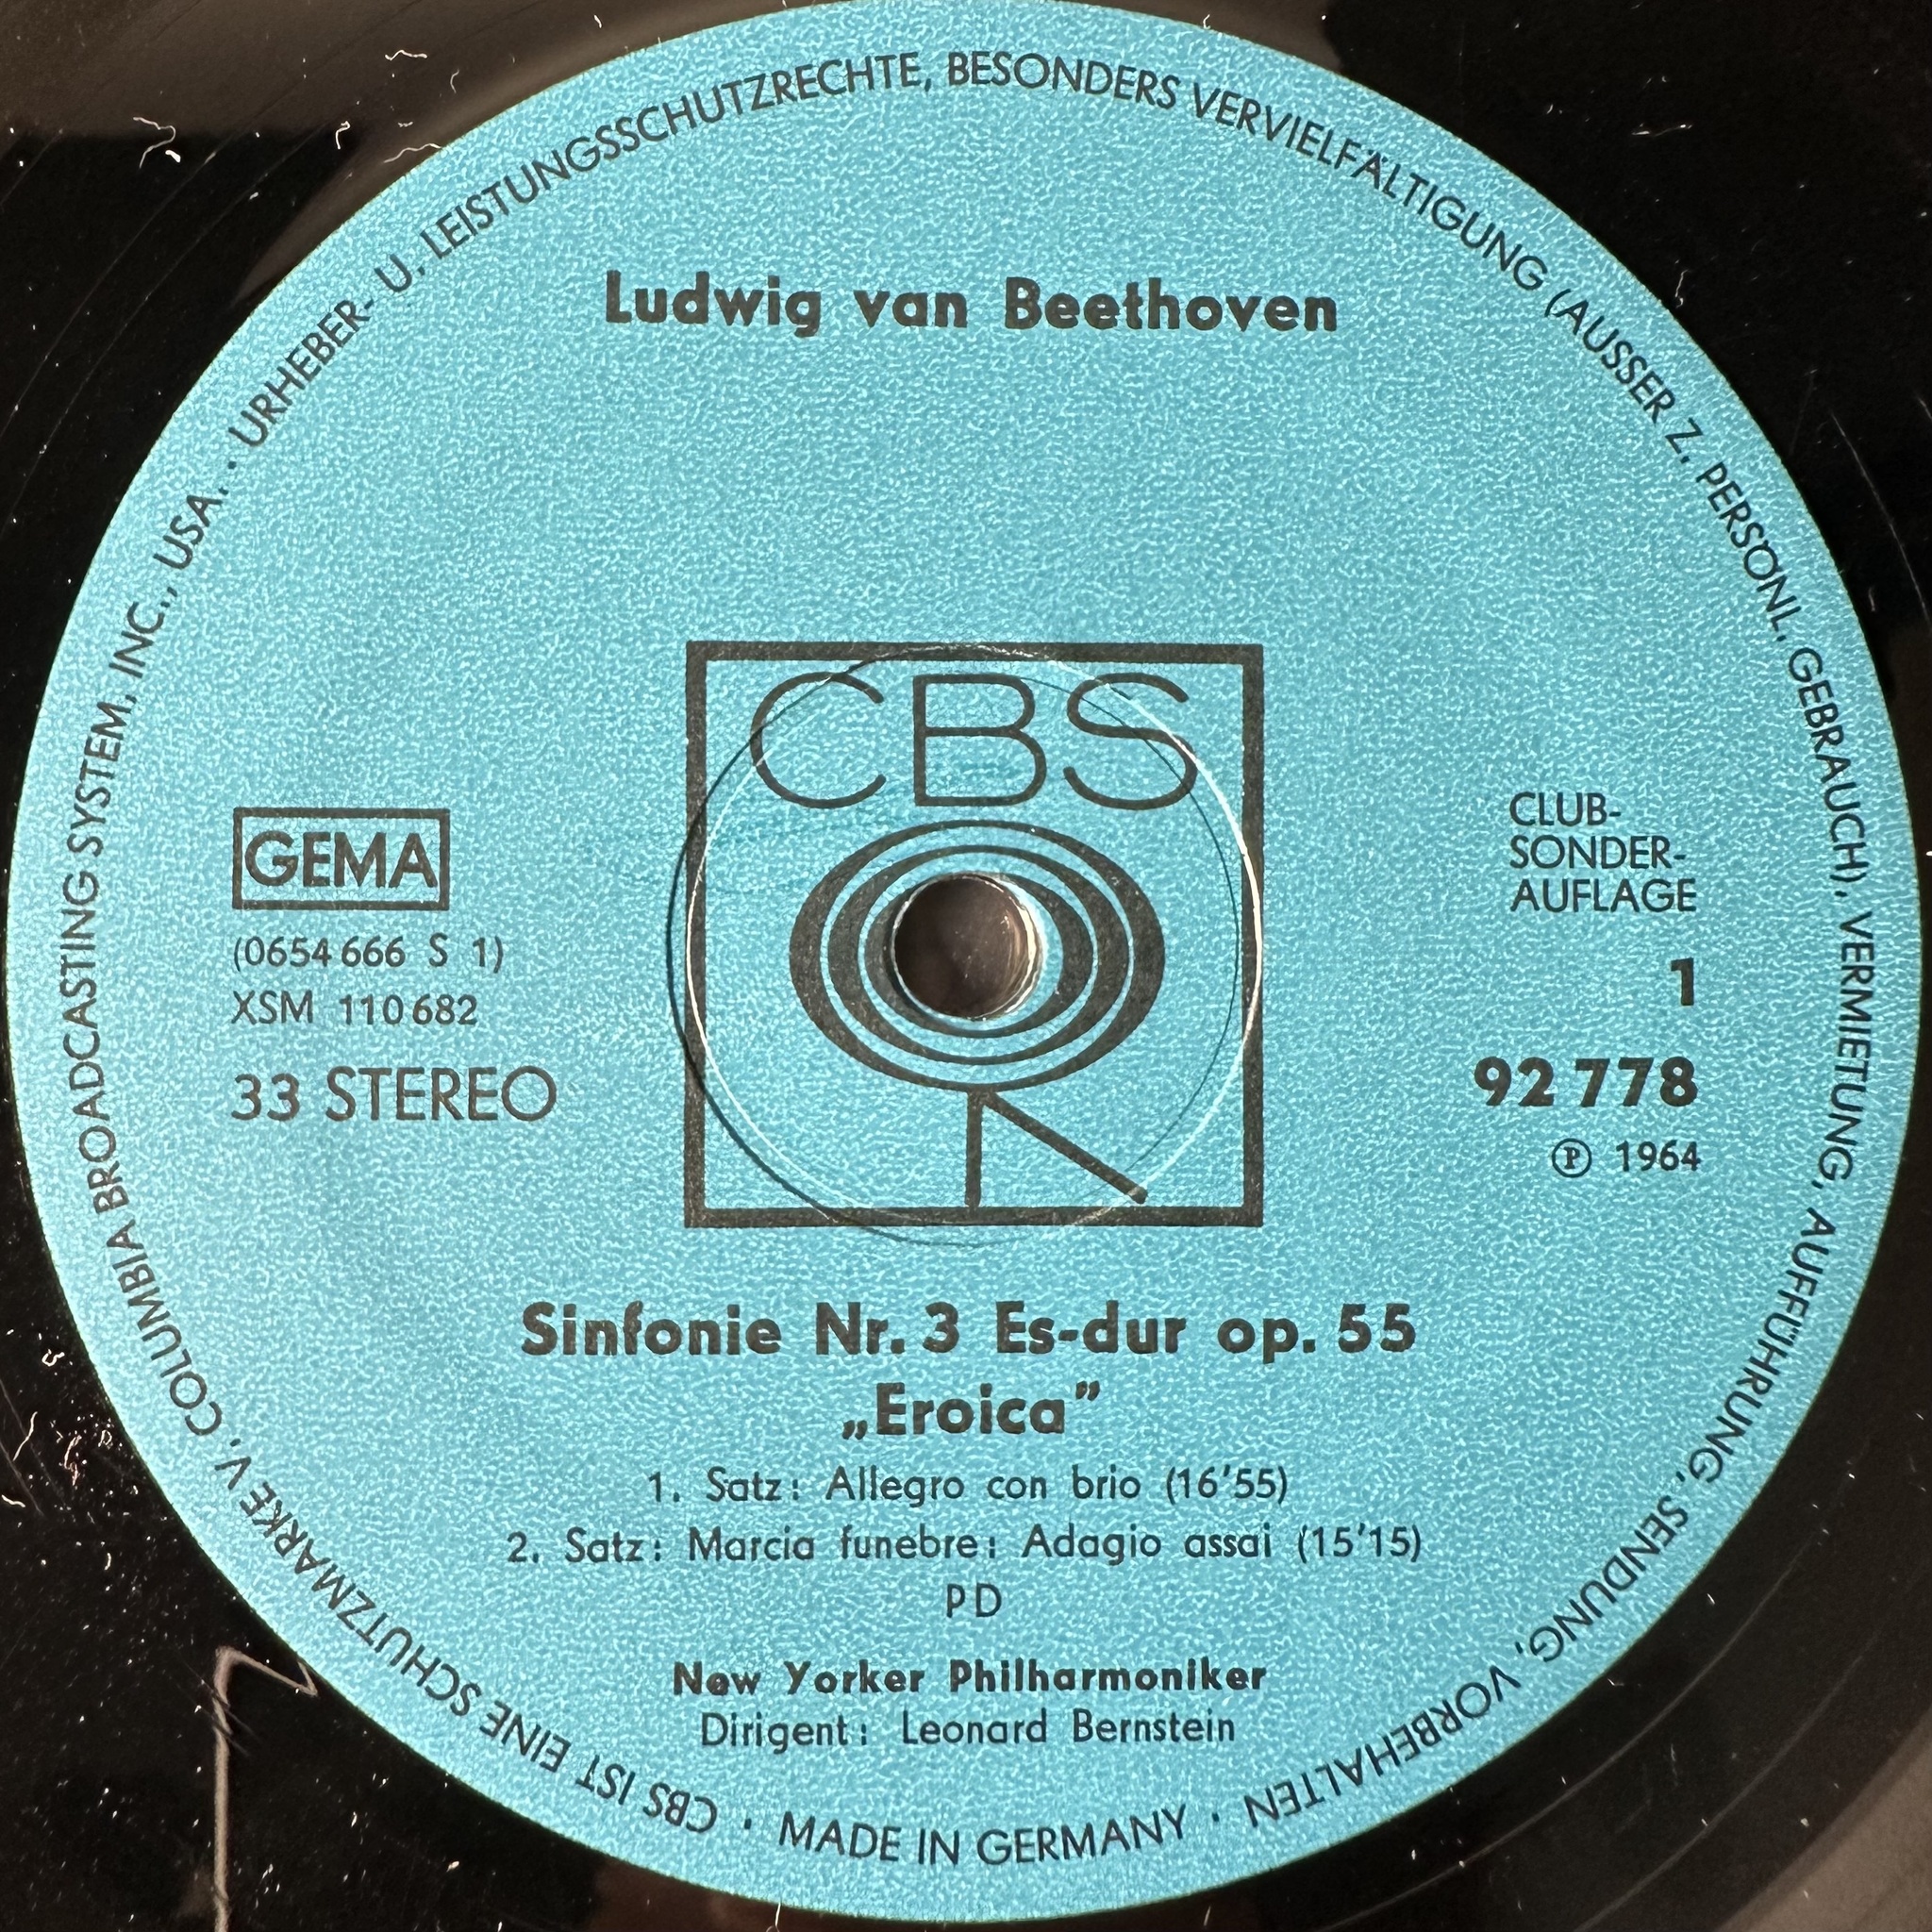 URHEBER- U. LEISTUNGSSCHUTZRECHTE, BESONDERS VERVIELFÄLTIGUNG (AUSSER Z. PERSÖNL. GEBRAUCH), VERMIETUNG, AUFFÜHRUNG, SENDUNG, VORBEHALTEN · MADE IN GERMANY · CBS IST EINE SCHUTZMARKE V. COLUMBIA BROADCASTING SYSTEM, INC., USA. ·
Ludwig van Beethoven
CBS
GEMA
(0654 666 S 1)
XSM 110 682
33 STEREO
CLUB-
SONDER-
AUFLAGE
1
92 778
Ⓟ 1964
Sinfonie Nr. 3 Es-dur op. 55
„Eroica”
1. Satz: Allegro con brio (16'55)
2. Satz: Marcia funebre: Adagio assai (15'15)
PD
New Yorker Philharmoniker
Dirigent: Leonard Bernstein